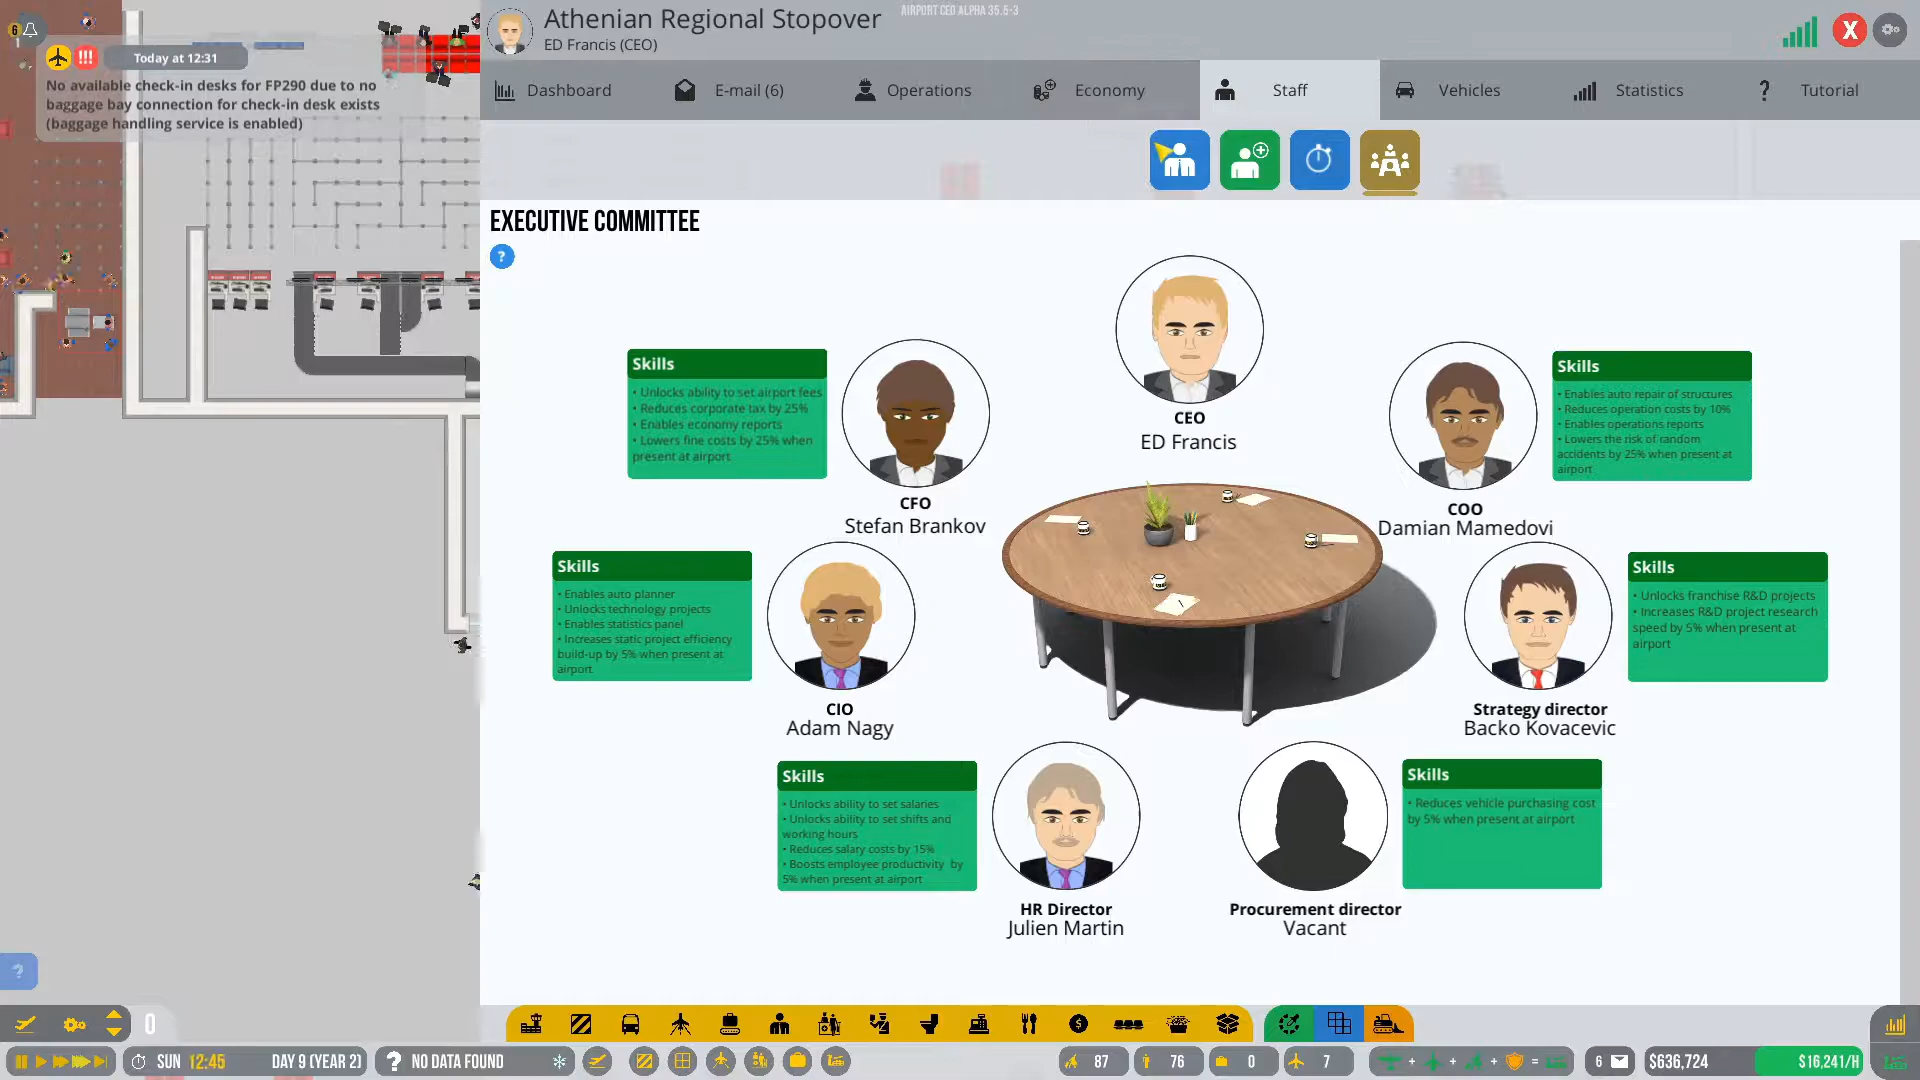 Athenian Regional Stopover
AIRPORT CEO ALPHA 35.5-3
ED Francis (CEO)
X
6
!!!
Today at 12:31
No available check-in desks for FP290 due to no
baggage bay connection for check-in desk exists
(baggage handling service is enabled)
Dashboard
E-mail (6)
Operations
Economy
Staff
Vehicles
Statistics
? Tutorial
EXECUTIVE COMMITTEE
?
CEO
ED Francis
Skills
• Unlocks ability to set airport fees
• Reduces corporate tax by 25%
• Enables economy reports
• Lowers fine costs by 25% when
present at airport
CFO
Stefan Brankov
COO
Damian Mamedovi
Skills
• Enables auto repair of structures
• Reduces operation costs by 10%
• Enables operations reports
• Lowers the risk of random
accidents by 25% when present at
airport
Skills
• Enables auto planner
• Unlocks technology projects
• Enables statistics panel
• Increases static project efficiency
build-up by 5% when present at
airport
CIO
Adam Nagy
Strategy director
Backo Kovacevic
Skills
• Unlocks franchise R&D projects
• Increases R&D project research
speed by 5% when present at
airport
Skills
• Unlocks ability to set salaries
• Unlocks ability to set shifts and
working hours
• Reduces salary costs by 15%
• Boosts employee productivity by
5% when present at airport
HR Director
Julien Martin
Procurement director
Vacant
Skills
• Reduces vehicle purchasing cost
by 5% when present at airport
?
0
SUN 12:45 DAY 9 (YEAR 2)
? NO DATA FOUND
87
76
0
7
+ + + =
6
$636,724
$16,241/H